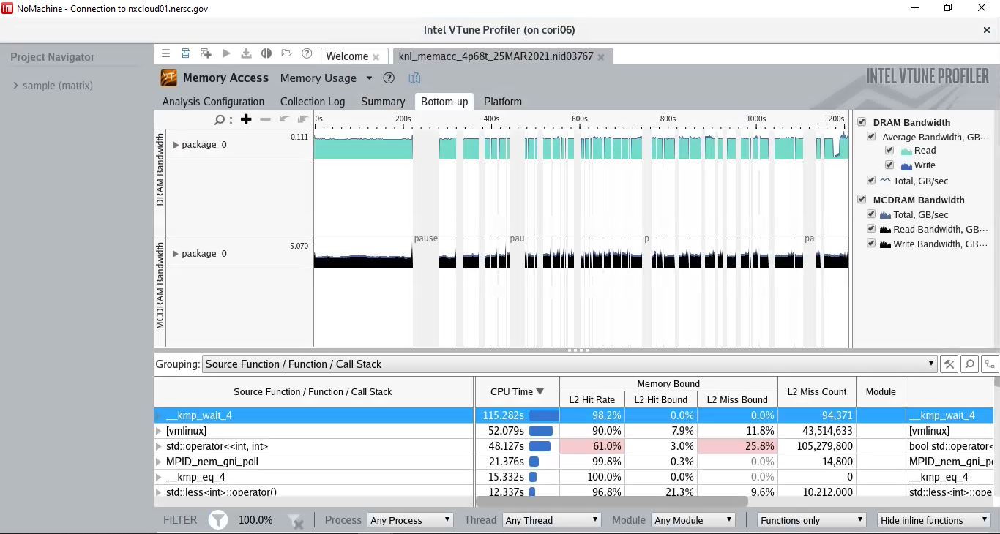 NoMachine - Connection to nxcloud01.nersc.gov
Intel VTune Profiler (on cori06)
Project Navigator
sample (matrix)
Welcome
knl_memacc_4p68t_25MAR2021.nid03767
Memory Access Memory Usage
INTEL VTUNE PROFILER
Analysis Configuration Collection Log Summary Bottom-up Platform
0s 200s 400s 600s 800s 1000s 1200s
DRAM Bandwidth
package_0
0.111
MCDRAM Bandwidth
package_0
5.070
pause pau p pa
DRAM Bandwidth
Average Bandwidth, GB...
Read
Write
Total, GB/sec
MCDRAM Bandwidth
Total, GB/sec
Read Bandwidth, GB...
Write Bandwidth, GB...
Grouping: Source Function / Function / Call Stack
Source Function / Function / Call Stack CPU Time Memory Bound L2 Miss Count Module
L2 Hit Rate L2 Hit Bound L2 Miss Bound
__kmp_wait_4 115.282s 98.2% 0.0% 0.0% 94,371 __kmp_wait_4
[vmlinux] 52.079s 90.0% 7.9% 11.8% 43,514,633 [vmlinux]
std::operator<<int, int> 48.127s 61.0% 3.0% 25.8% 105,279,800 bool std::operator<
MPID_nem_gni_poll 21.376s 99.8% 0.3% 0.0% 14,800 MPID_nem_gni_po
__kmp_eq_4 15.332s 100.0% 0.0% 0.0% 0 __kmp_eq_4
std::less<int>::operator() 12.337s 96.8% 21.3% 9.6% 10,212,000 std::less<int>::oper
FILTER 100.0% Process Any Process Thread Any Thread Module Any Module Functions only Hide inline functions